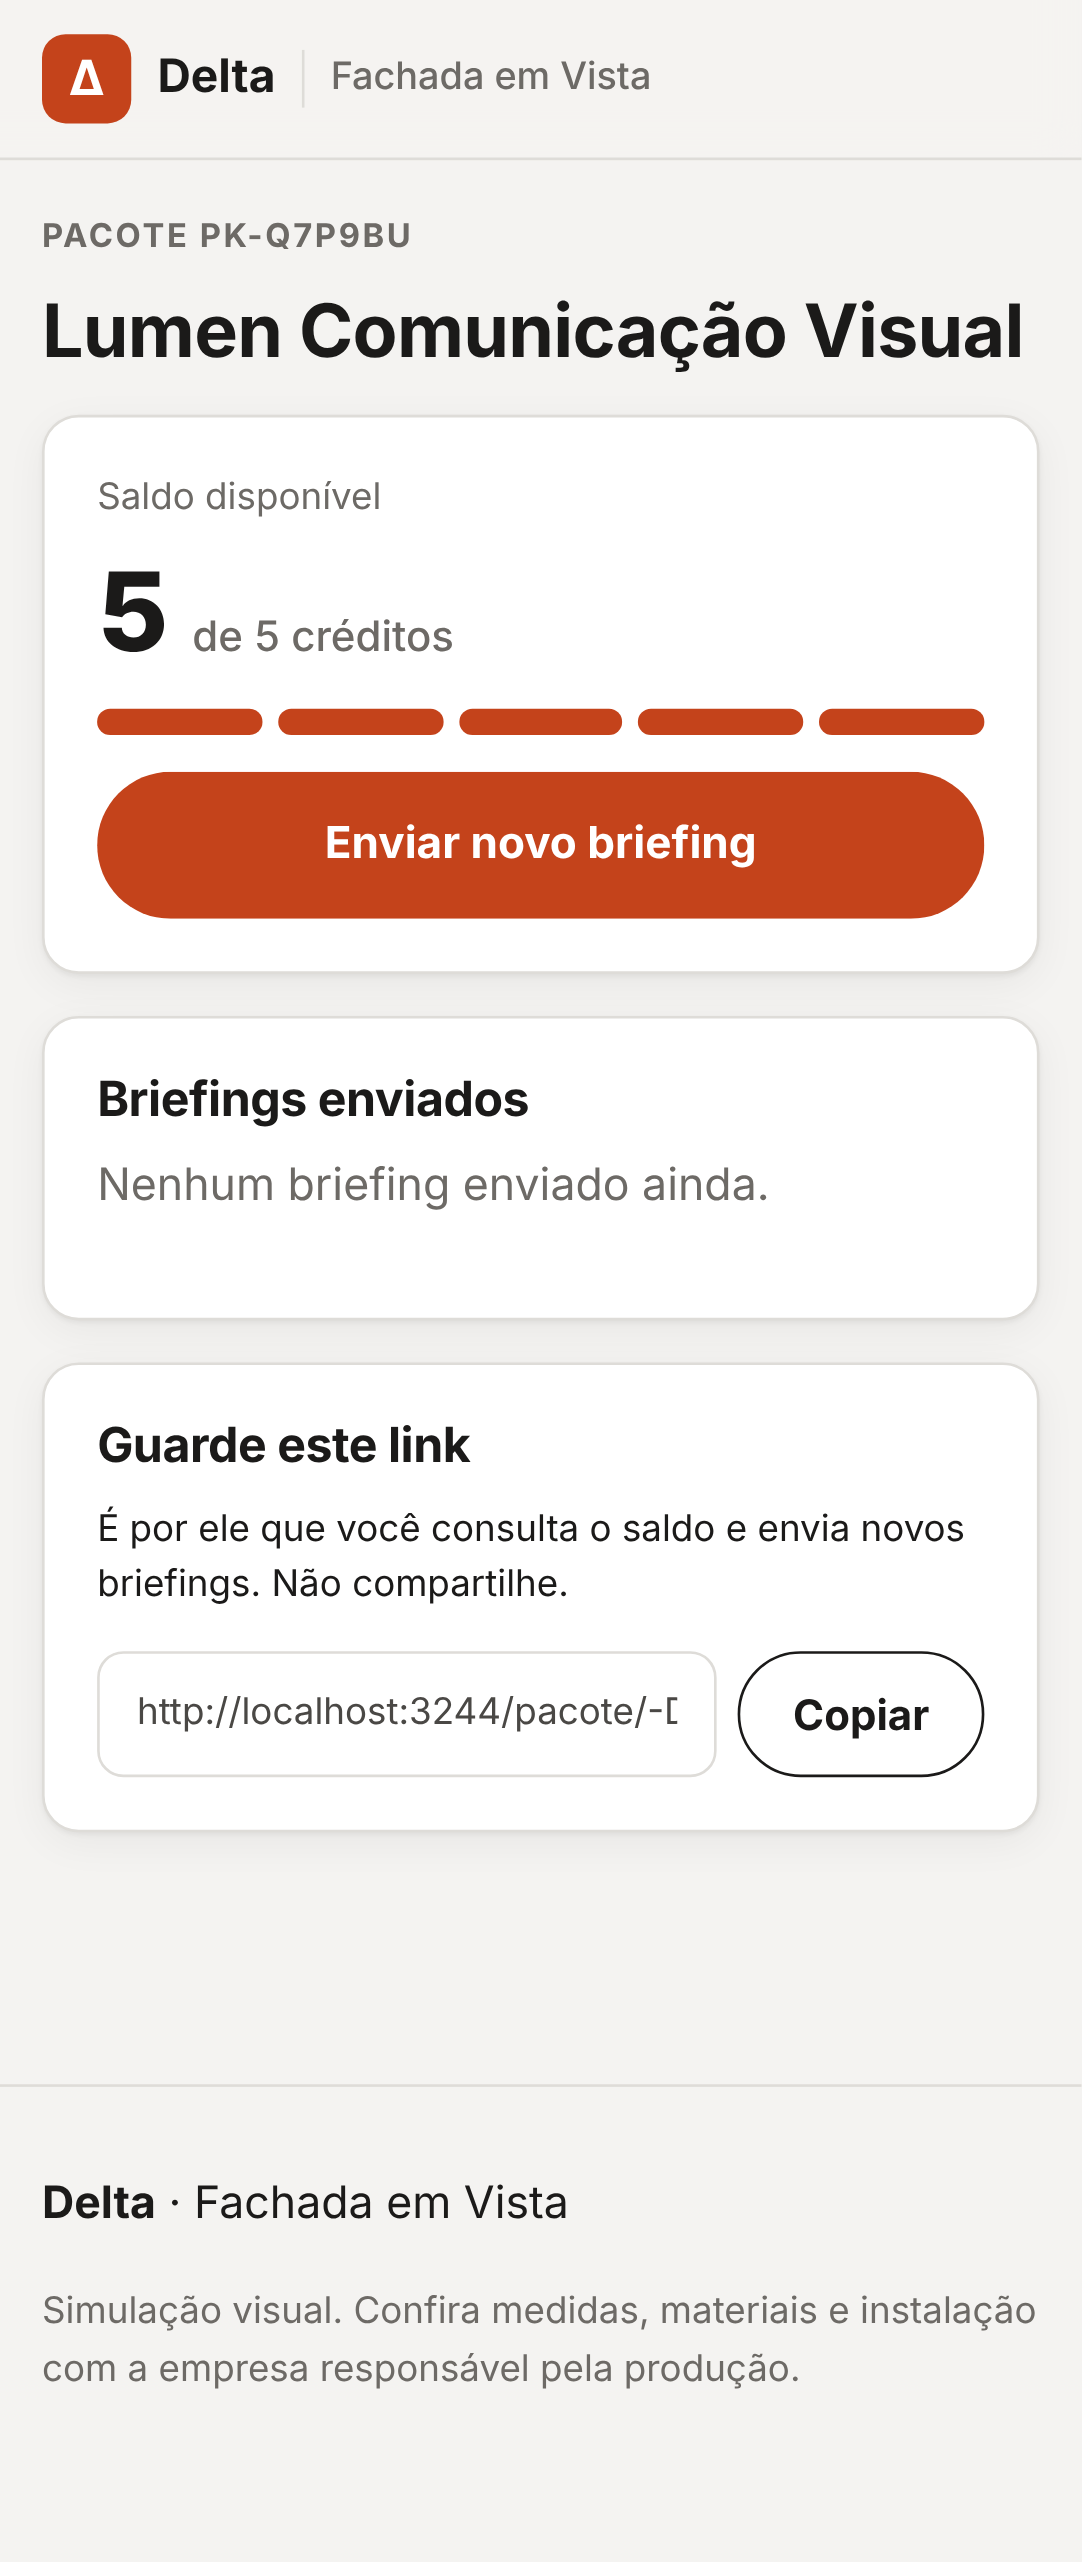 Δ Delta Fachada em Vista
PACOTE PK-Q7P9BU
Lumen Comunicação Visual
Saldo disponível
5 de 5 créditos
Enviar novo briefing
Briefings enviados
Nenhum briefing enviado ainda.
Guarde este link
É por ele que você consulta o saldo e envia novos
briefings. Não compartilhe.
http://localhost:3244/pacote/-
Copiar
Delta · Fachada em Vista
Simulação visual. Confira medidas, materiais e instalação
com a empresa responsável pela produção.